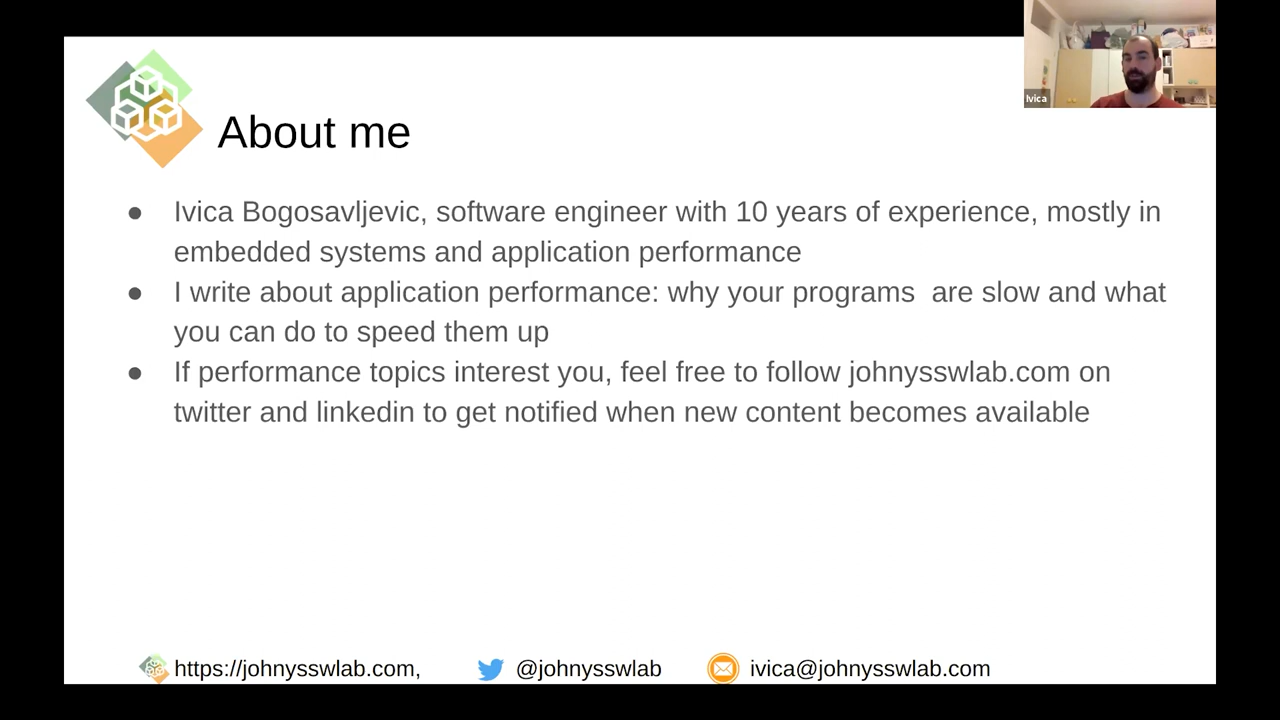 Ivica
About me
● Ivica Bogosavljevic, software engineer with 10 years of experience, mostly in
embedded systems and application performance
● I write about application performance: why your programs  are slow and what
you can do to speed them up
● If performance topics interest you, feel free to follow johnysswlab.com on
twitter and linkedin to get notified when new content becomes available
https://johnysswlab.com, @johnysswlab ivica@johnysswlab.com